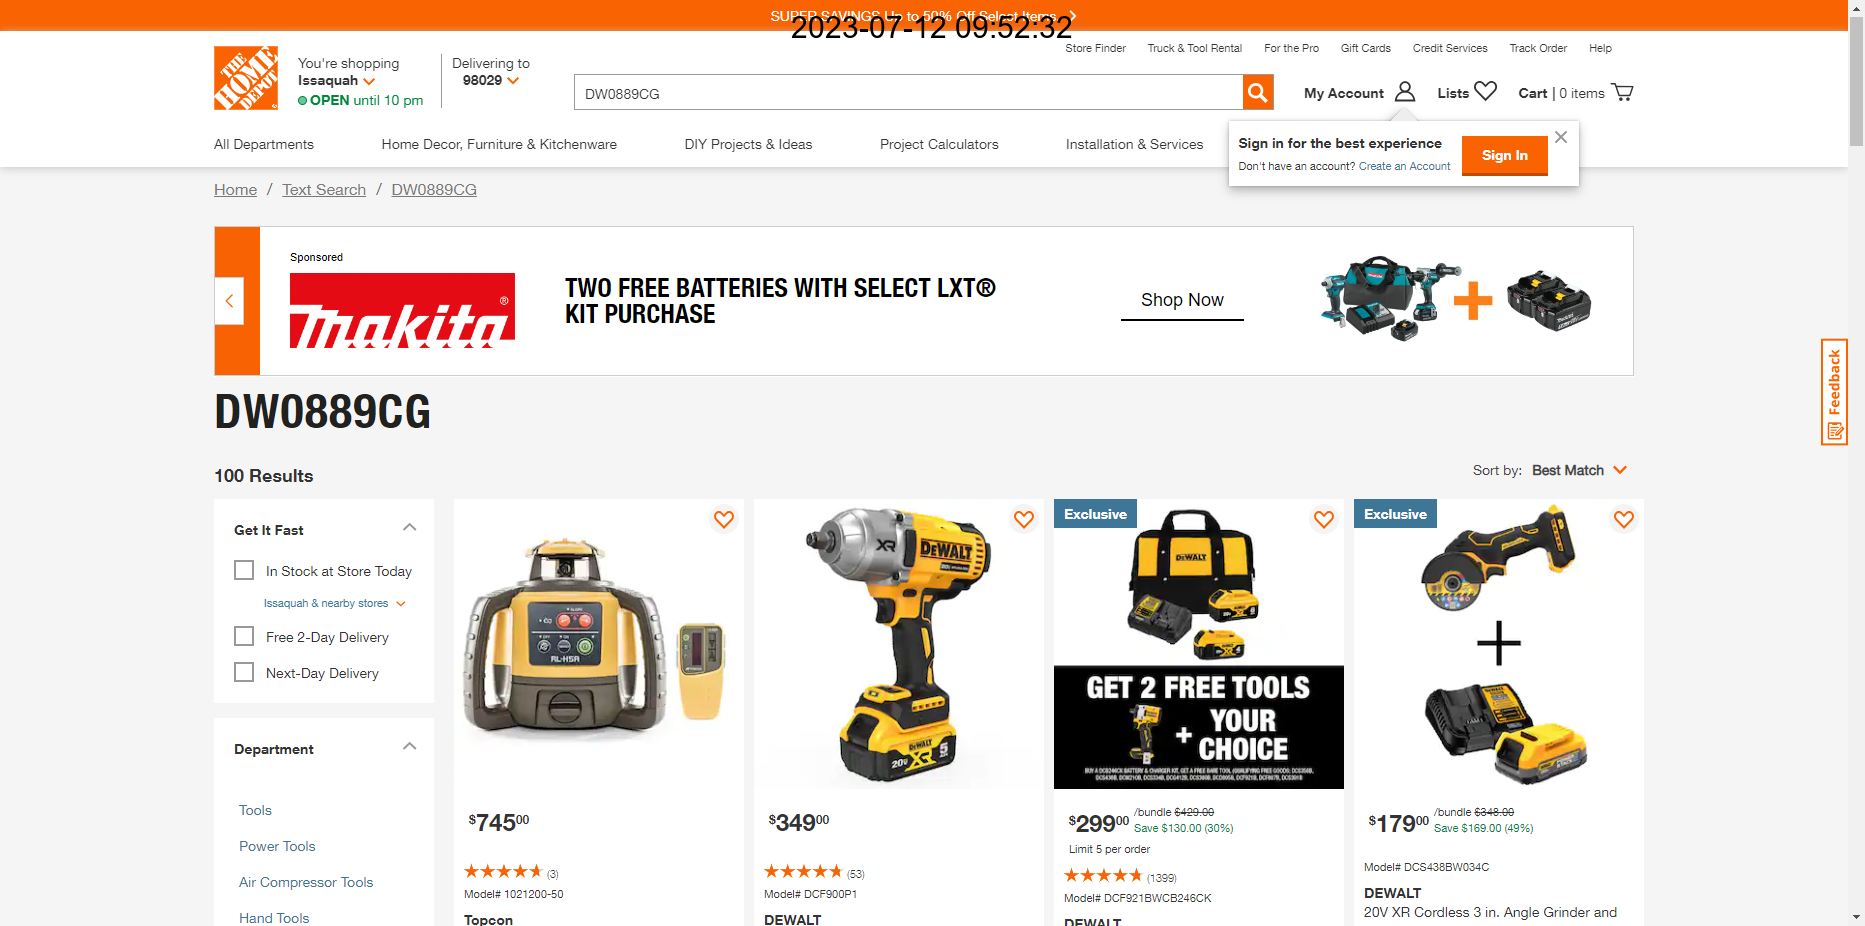 SUPER SAVINGS Up to 50% Off Select Items
2023-07-12 09:52:32
Store Finder Truck & Tool Rental For the Pro Gift Cards Credit Services Track Order Help
THE HOME DEPOT
You're shopping
Issaquah
OPEN until 10 pm
Delivering to
98029
DW0889CG
My Account
Lists
Cart | 0 items
All Departments Home Decor, Furniture & Kitchenware DIY Projects & Ideas Project Calculators Installation & Services
Sign in for the best experience
Don't have an account? Create an Account
Sign In
Home / Text Search / DW0889CG
Sponsored
makita®
TWO FREE BATTERIES WITH SELECT LXT®
KIT PURCHASE
Shop Now
Feedback
DW0889CG
100 Results
Sort by: Best Match
Get It Fast
In Stock at Store Today
Issaquah & nearby stores
Free 2-Day Delivery
Next-Day Delivery
Department
Tools
Power Tools
Air Compressor Tools
Hand Tools
RL-H5A
$74500
(3)
Model# 1021200-50
Topcon
XR
DEWALT
DEWALT
20V XR 5
$34900
(53)
Model# DCF900P1
DEWALT
Exclusive
DEWALT
GET 2 FREE TOOLS
+ YOUR
CHOICE
$29900 /bundle $429.00
Save $130.00 (30%)
Limit 5 per order
(1399)
Model# DCF921BWCB246CK
DEWALT
Exclusive
$17900 /bundle $348.00
Save $169.00 (49%)
Model# DCS438BW034C
DEWALT
20V XR Cordless 3 in. Angle Grinder and